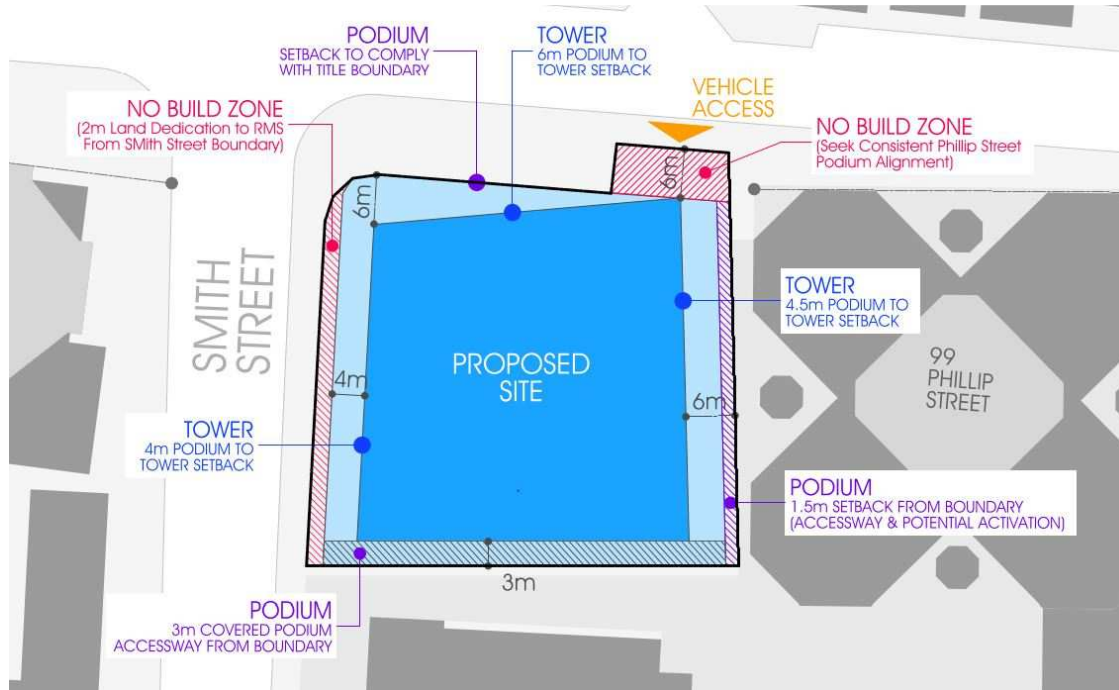 PODIUM
SETBACK TO COMPLY
WITH TITLE BOUNDARY
TOWER
6m PODIUM TO
TOWER SETBACK
VEHICLE
ACCESS
NO BUILD ZONE
(2m Land Dedication to RMS
From SMith Street Boundary)
NO BUILD ZONE
(Seek Consistent Phillip Street
Podium Alignment)
6m
6m
SMITH
STREET
TOWER
4.5m PODIUM TO
TOWER SETBACK
PROPOSED
SITE
99
PHILLIP
STREET
4m
6m
TOWER
4m PODIUM TO
TOWER SETBACK
PODIUM
1.5m SETBACK FROM BOUNDARY
(ACCESSWAY & POTENTIAL ACTIVATION)
3m
PODIUM
3m COVERED PODIUM
ACCESSWAY FROM BOUNDARY